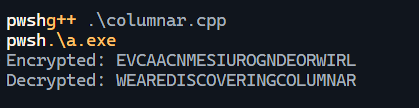 pwshg++ .\columnar.cpp
pwsh.\a.exe
Encrypted: EVCAACNMESIUROGNDEORWIRL
Decrypted: WEAREDISCOVERINGCOLUMNAR